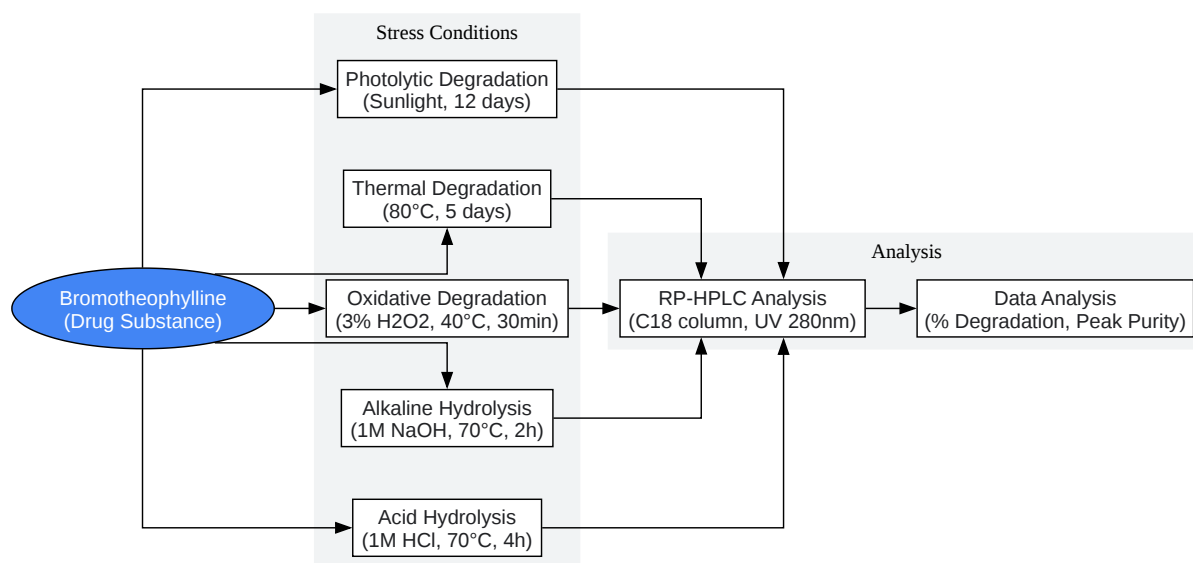 Stress Conditions
Photolytic Degradation
(Sunlight, 12 days)
Thermal Degradation
(80°C, 5 days)
Analysis
Bromotheophylline
(Drug Substance)
Oxidative Degradation
(3% H2O2, 40°C, 30min)
RP-HPLC Analysis
(C18 column, UV 280nm)
Data Analysis
(% Degradation, Peak Purity)
Alkaline Hydrolysis
(1M NaOH, 70°C, 2h)
Acid Hydrolysis
(1M HCl, 70°C, 4h)